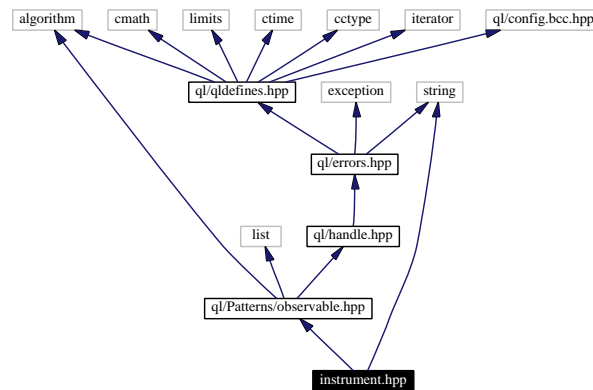 algorithm cmath limits ctime cctype iterator ql/config.bcc.hpp
ql/qldefines.hpp exception string
ql/errors.hpp
list ql/handle.hpp
ql/Patterns/observable.hpp
instrument.hpp